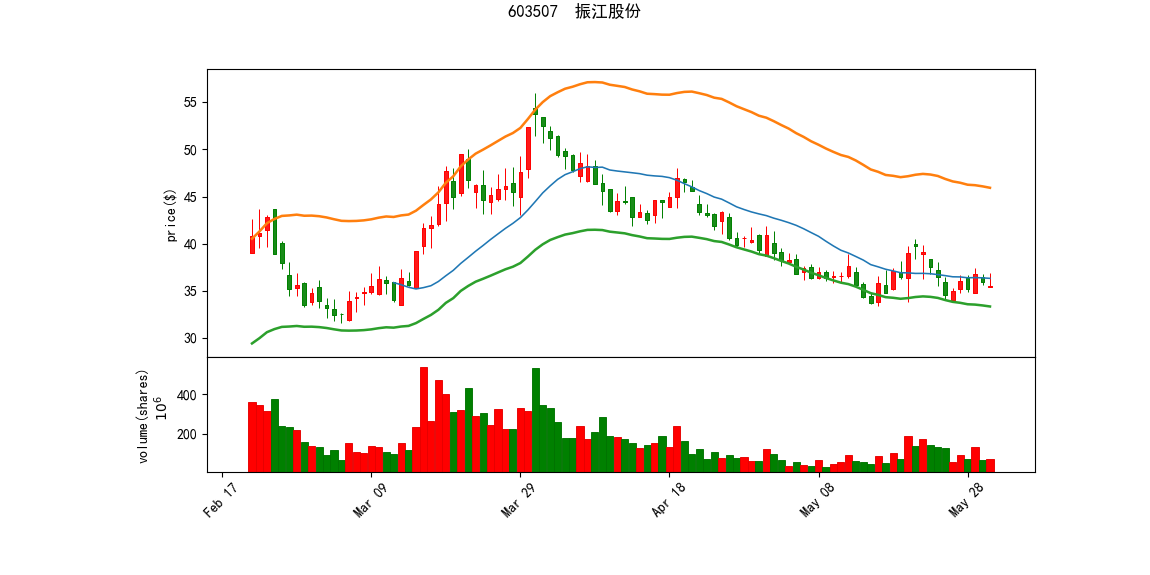 603507 振江股份
price($)
55
50
45
40
35
30
volume(shares)
10^6
400
200
Feb 17
Mar 09
Mar 29
Apr 18
May 08
May 28